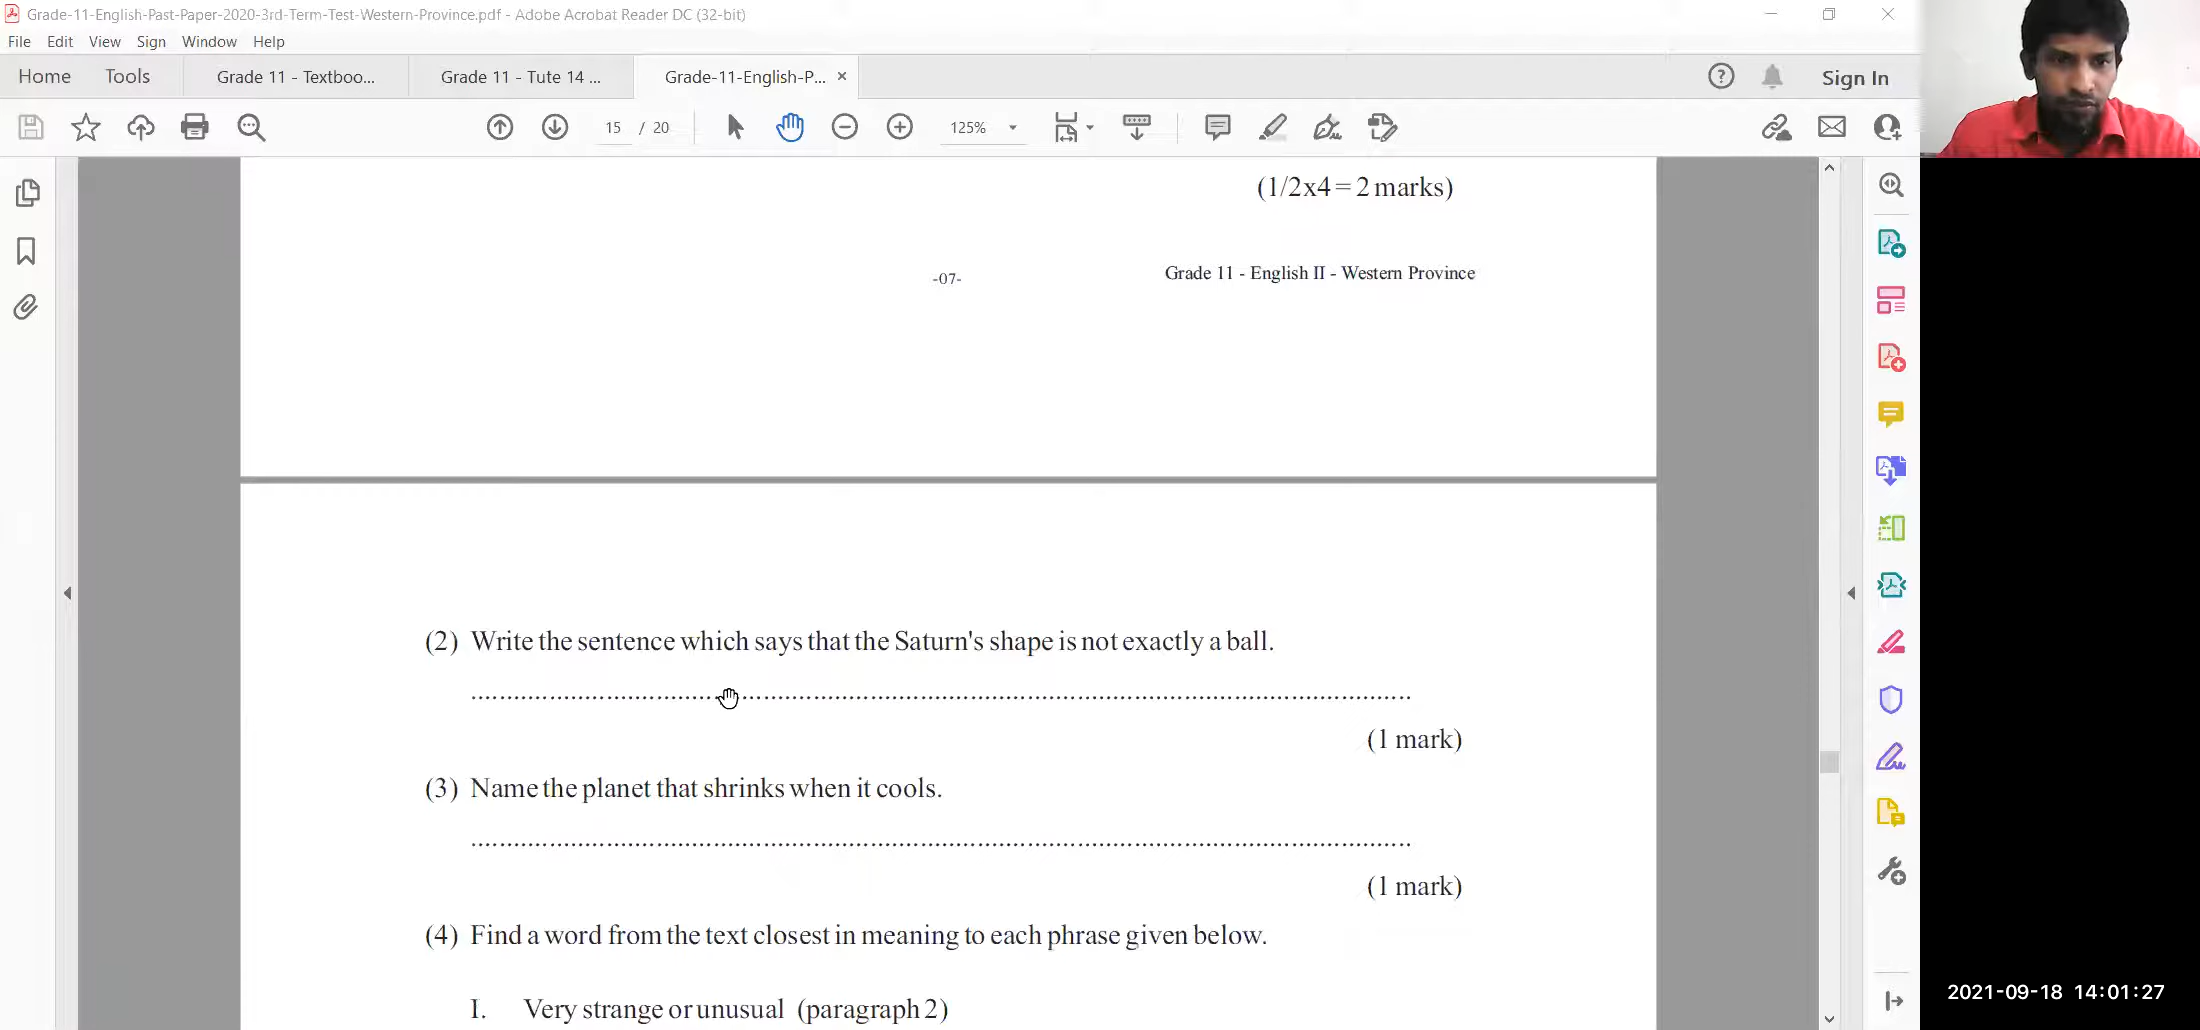 Grade-11-English-Past-Paper-2020-3rd-Term-Test-Western-Province.pdf - Adobe Acrobat Reader DC (32-bit)
File Edit View Sign Window Help
Home Tools Grade 11 - Textboo... Grade 11 - Tute 14 ... Grade-11-English-P... × Sign In
15 / 20 125%
(1/2x4 = 2 marks)
-07- Grade 11 - English II - Western Province
(2) Write the sentence which says that the Saturn's shape is not exactly a ball.
(1 mark)
(3) Name the planet that shrinks when it cools.
(1 mark)
(4) Find a word from the text closest in meaning to each phrase given below.
I. Very strange or unusual (paragraph 2)
2021-09-18 14:01:27